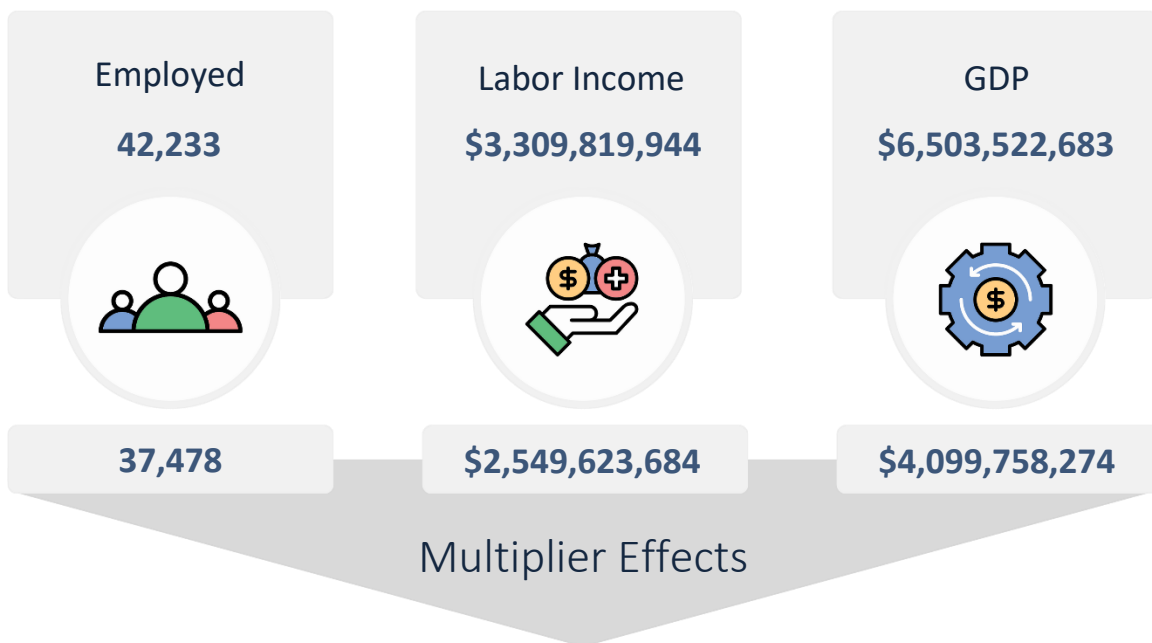 Employed
42,233
Labor Income
$3,309,819,944
GDP
$6,503,522,683
$
$
37,478
$2,549,623,684
$4,099,758,274
Multiplier Effects